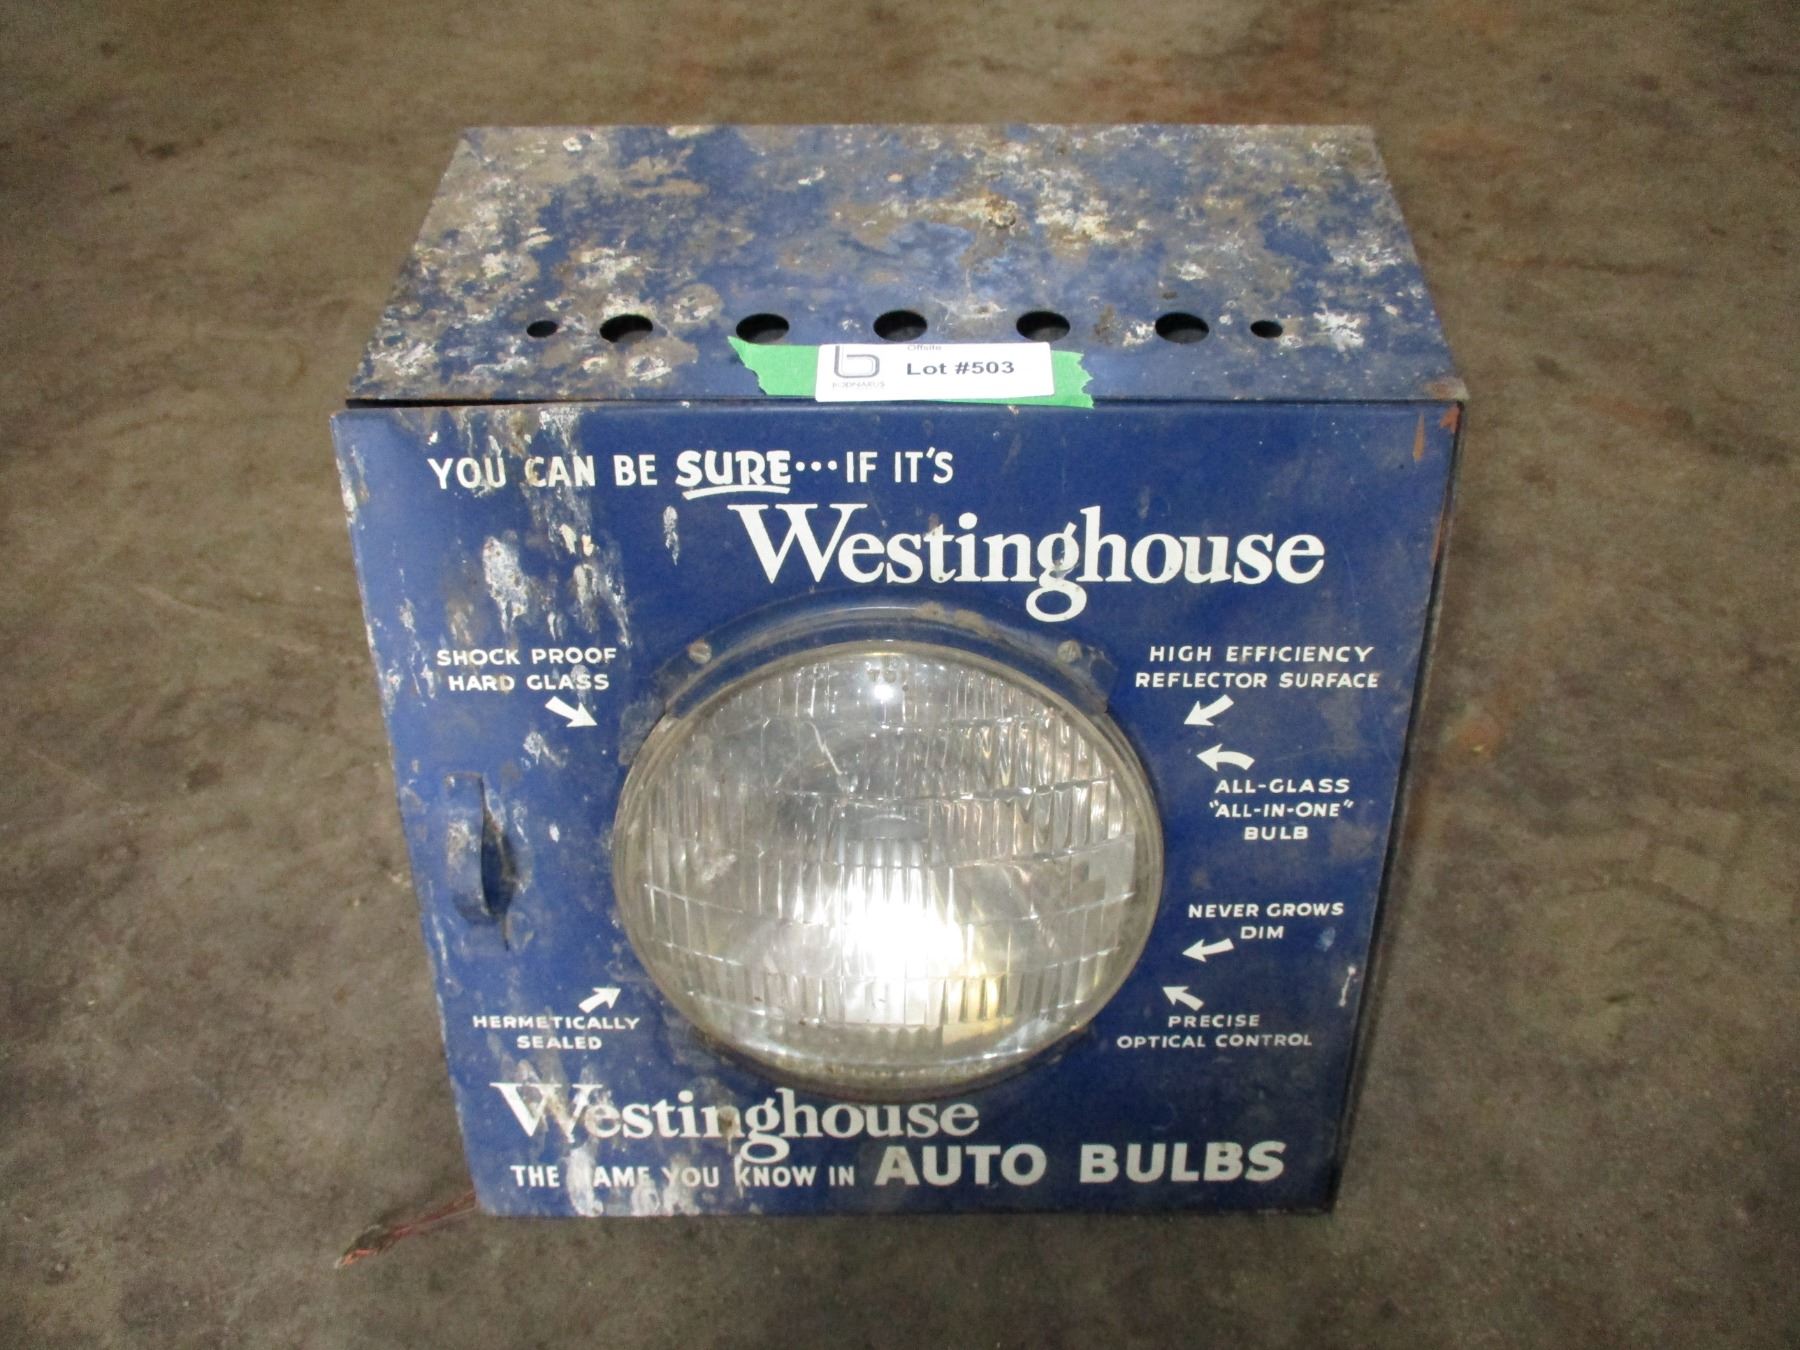 Offsite
Lot #503
BODNARUS
YOU CAN BE SURE...IF IT'S
Westinghouse
SHOCK PROOF
HARD GLASS
HIGH EFFICIENCY
REFLECTOR SURFACE
ALL-GLASS
"ALL-IN-ONE"
BULB
NEVER GROWS
DIM
HERMETICALLY
SEALED
PRECISE
OPTICAL CONTROL
Westinghouse
THE NAME YOU KNOW IN AUTO BULBS